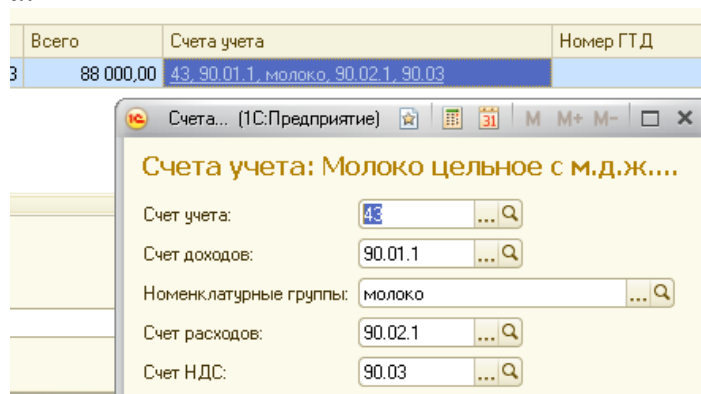 Всего Счета учета Номер ГТД
3 88 000,00 43, 90.01.1, молоко, 90.02.1, 90.03
Счета... (1С:Предприятие) 31 M M+ M-
Счета учета: Молоко цельное с м.д.ж....
Счет учета: 43 ...
Счет доходов: 90.01.1 ...
Номенклатурные группы: молоко ...
Счет расходов: 90.02.1 ...
Счет НДС: 90.03 ...